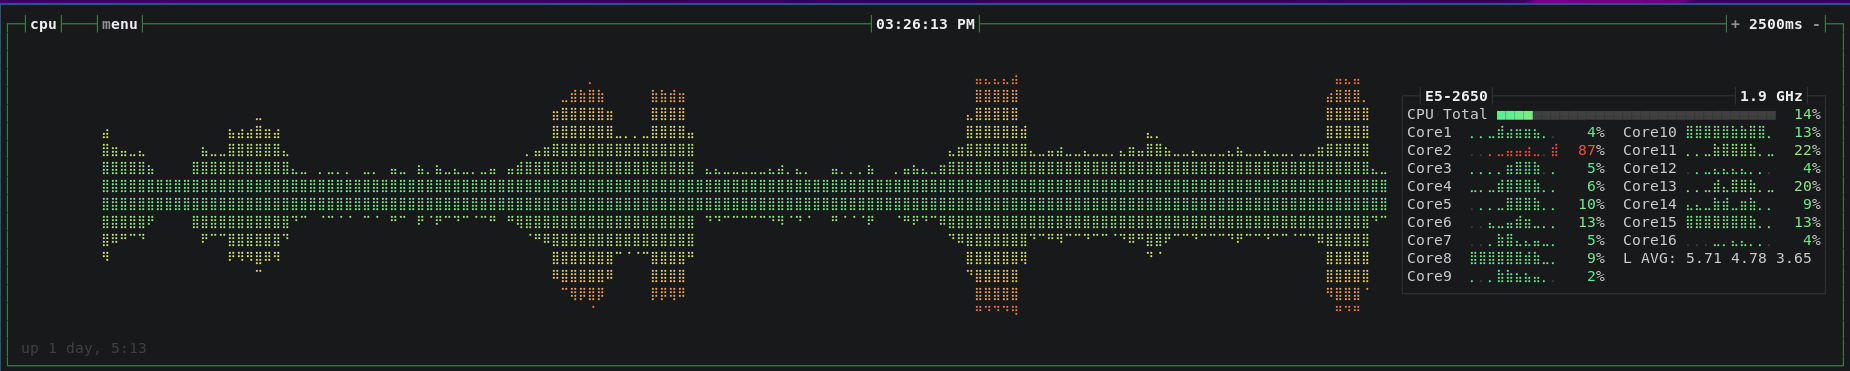 cpu menu 03:26:13 PM + 2500ms -
E5-2650 1.9 GHz
CPU Total 14%
Core1 4% Core10 13%
Core2 87% Core11 22%
Core3 5% Core12 4%
Core4 6% Core13 20%
Core5 10% Core14 9%
Core6 13% Core15 13%
Core7 5% Core16 4%
Core8 9% L AVG: 5.71 4.78 3.65
Core9 2%
up 1 day, 5:13